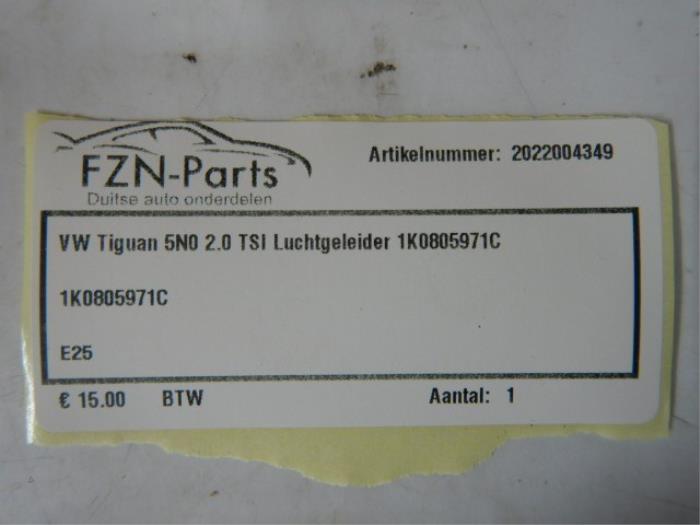 FZN-Parts
Duitse auto onderdelen
Artikelnummer: 2022004349
VW Tiguan 5N0 2.0 TSI Luchtgeleider 1K0805971C
1K0805971C
E25
€ 15.00 BTW Aantal: 1